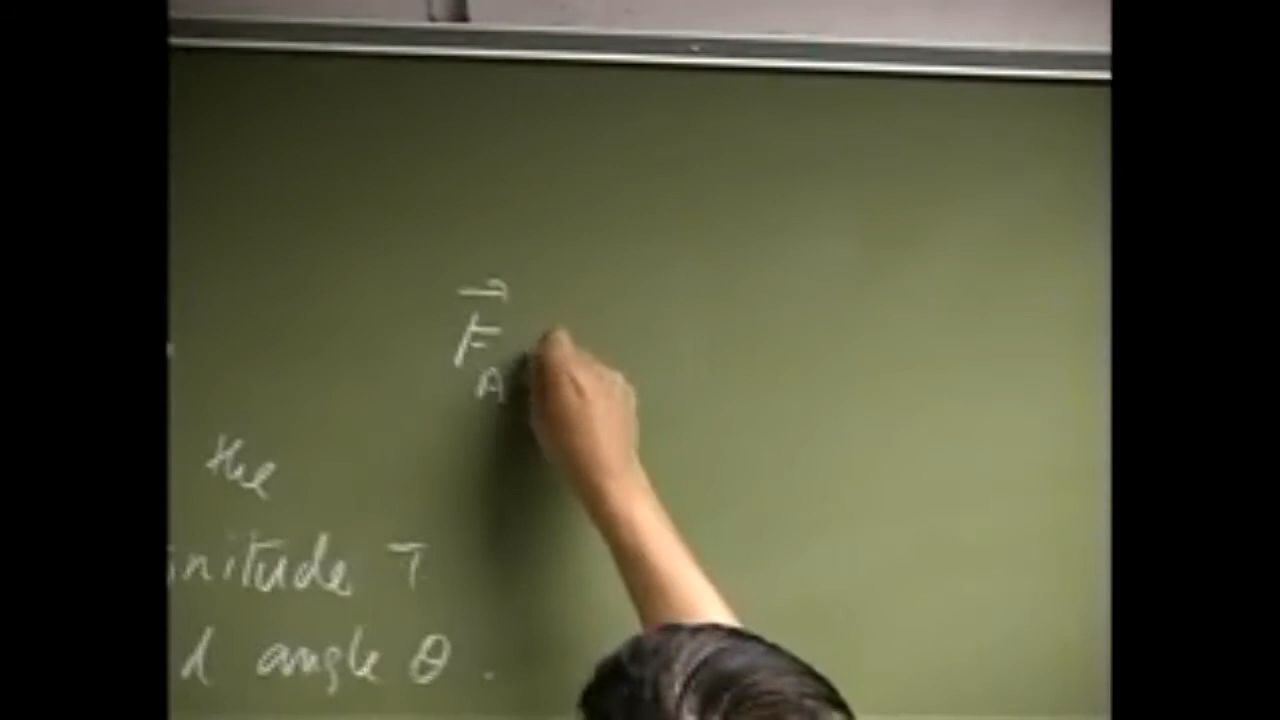 F⃗
A
the
initude T
d angle θ.